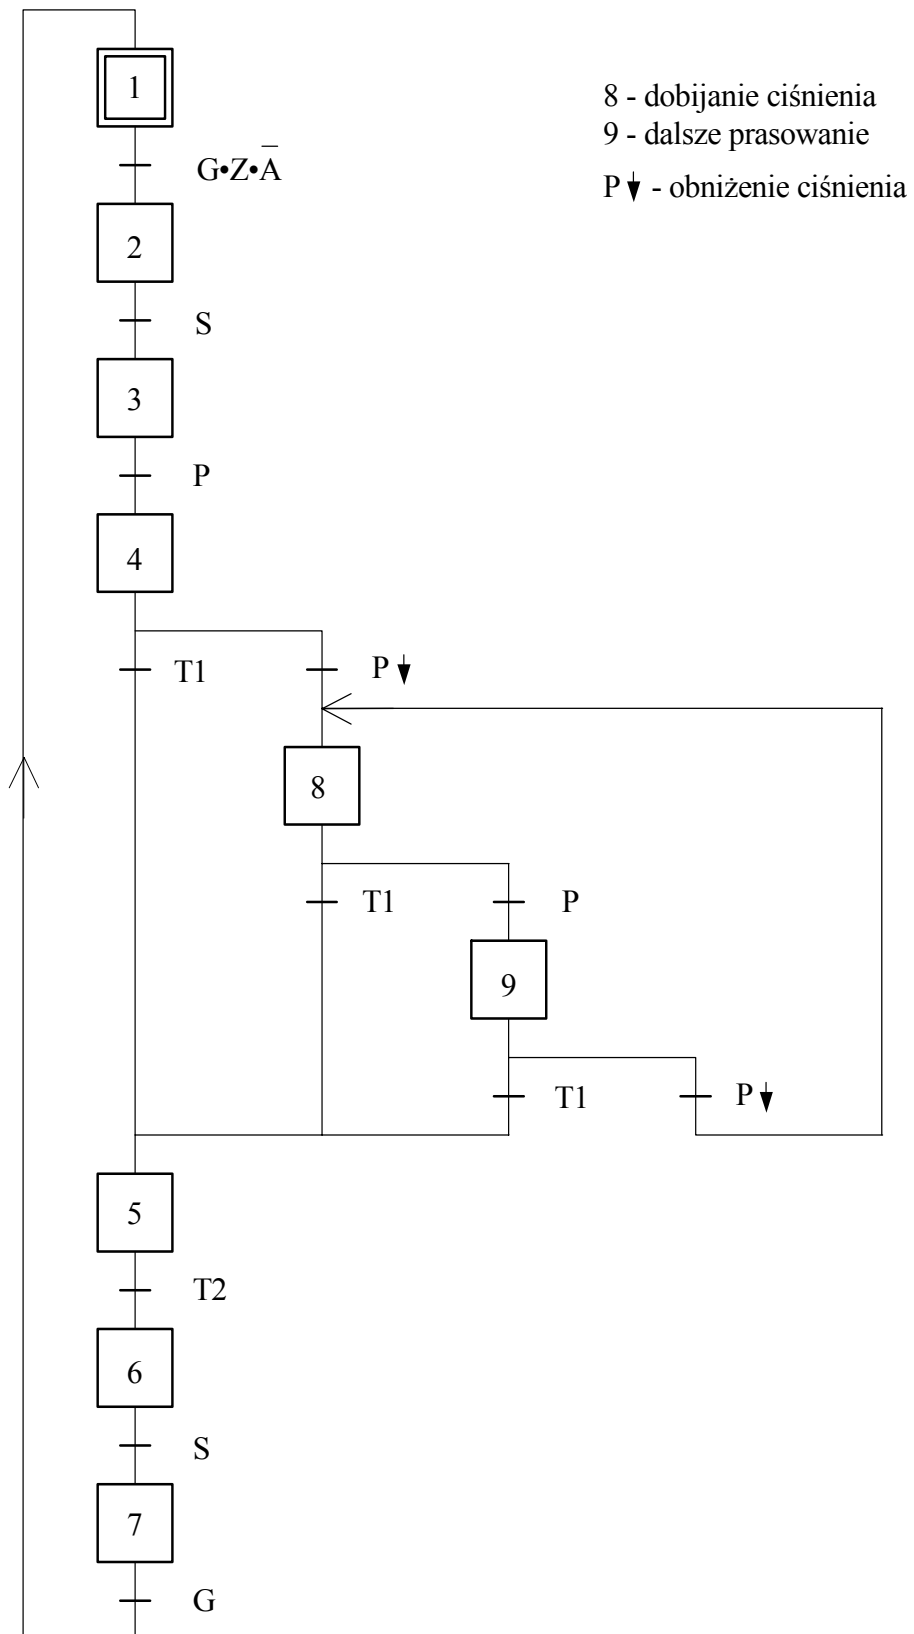 1
8 - dobijanie ciśnienia
9 - dalsze prasowanie
G•Z•A̅
P↓ - obniżenie ciśnienia
2
S
3
P
4
T1 P↓
8
T1 P
9
T1 P↓
5
T2
6
S
7
G